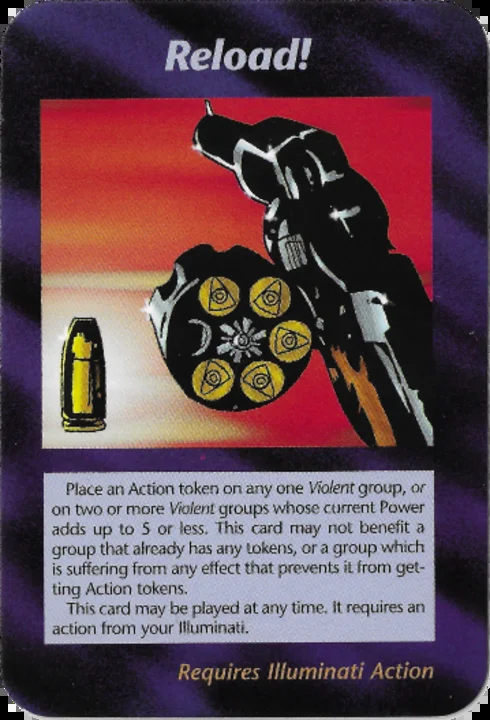 Reload!
Place an Action token on any one Violent group, or
on two or more Violent groups whose current Power
adds up to 5 or less. This card may not benefit a
group that already has any tokens, or a group which
is suffering from any effect that prevents it from get-
ting Action tokens.
This card may be played at any time. It requires an
action from your Illuminati.
Requires Illuminati Action